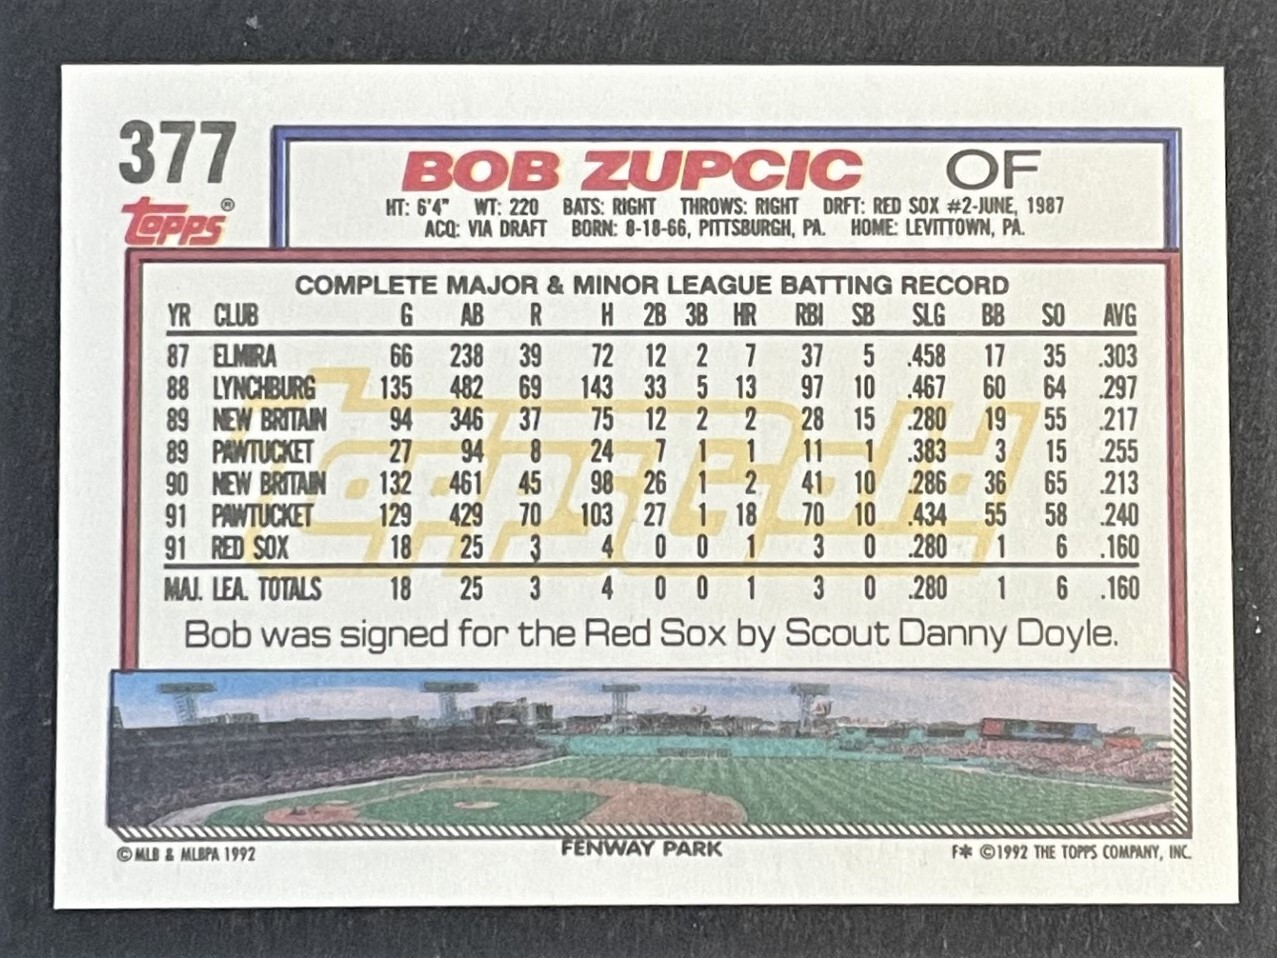 377
Topps®
BOB ZUPCIC OF
HT: 6'4" WT: 220 BATS: RIGHT THROWS: RIGHT DRFT: RED SOX #2-JUNE, 1987
ACQ: VIA DRAFT BORN: 8-18-66, PITTSBURGH, PA. HOME: LEVITTOWN, PA.
COMPLETE MAJOR & MINOR LEAGUE BATTING RECORD
YR CLUB G AB R H 2B 3B HR RBI SB SLG BB SO AVG
87 ELMIRA 66 238 39 72 12 2 7 37 5 .458 17 35 .303
88 LYNCHBURG 135 482 69 143 33 5 13 97 10 .467 60 64 .297
89 NEW BRITAIN 94 346 37 75 12 2 2 28 15 .280 19 55 .217
89 PAWTUCKET 27 94 8 24 7 1 1 11 1 .383 3 15 .255
90 NEW BRITAIN 132 461 45 98 26 1 2 41 10 .286 36 65 .213
91 PAWTUCKET 129 429 70 103 27 1 18 70 10 .434 55 58 .240
91 RED SOX 18 25 3 4 0 0 1 3 0 .280 1 6 .160
MAJ. LEA. TOTALS 18 25 3 4 0 0 1 3 0 .280 1 6 .160
ToppsGold
Bob was signed for the Red Sox by Scout Danny Doyle.
© MLB & MLBPA 1992
FENWAY PARK
F* ©1992 THE TOPPS COMPANY, INC.